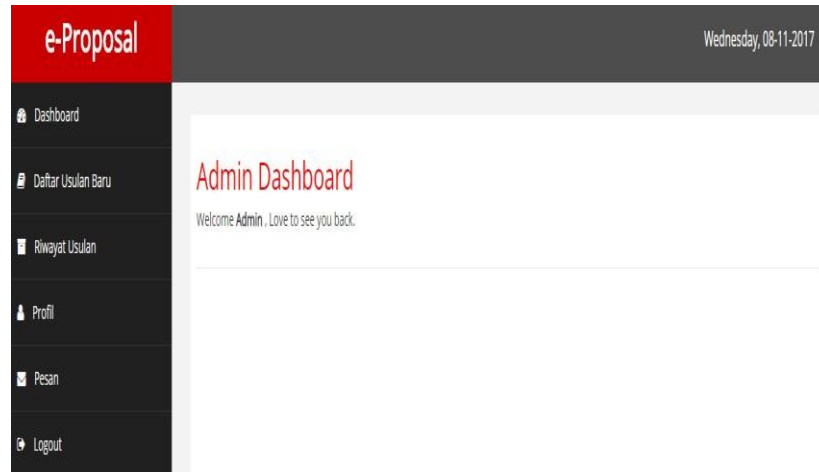 e-Proposal
Wednesday, 08-11-2017
Dashboard
Daftar Usulan Baru
Riwayat Usulan
Profil
Pesan
Logout
Admin Dashboard
Welcome Admin , Love to see you back.